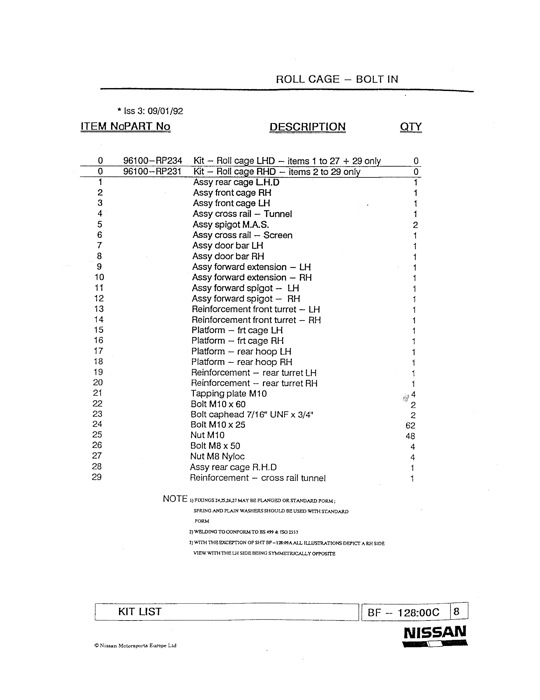 ROLL CAGE – BOLT IN
* Iss 3: 09/01/92
ITEM No PART No DESCRIPTION QTY
0 96100–RP234 Kit – Roll cage LHD – items 1 to 27 + 29 only 0
0 96100–RP231 Kit – Roll cage RHD – items 2 to 29 only 0
1 Assy rear cage L.H.D 1
2 Assy front cage RH 1
3 Assy front cage LH 1
4 Assy cross rail – Tunnel 1
5 Assy spigot M.A.S. 2
6 Assy cross rail – Screen 1
7 Assy door bar LH 1
8 Assy door bar RH 1
9 Assy forward extension – LH 1
10 Assy forward extension – RH 1
11 Assy forward spigot – LH 1
12 Assy forward spigot – RH 1
13 Reinforcement front turret – LH 1
14 Reinforcement front turret – RH 1
15 Platform – frt cage LH 1
16 Platform – frt cage RH 1
17 Platform – rear hoop LH 1
18 Platform – rear hoop RH 1
19 Reinforcement – rear turret LH 1
20 Reinforcement – rear turret RH 1
21 Tapping plate M10 4
22 Bolt M10 x 60 2
23 Bolt caphead 7/16" UNF x 3/4" 2
24 Bolt M10 x 25 62
25 Nut M10 48
26 Bolt M8 x 50 4
27 Nut M8 Nyloc 4
28 Assy rear cage R.H.D 1
29 Reinforcement – cross rail tunnel 1
NOTE 1) FIXINGS 24,25,26,27 MAY BE FLANGED OR STANDARD FORM;
SPRING AND PLAIN WASHERS SHOULD BE USED WITH STANDARD
FORM
2) WELDING TO CONFORM TO BS 499 & ISO 2553
3) WITH THE EXCEPTION OF SHT BF–128:09A ALL ILLUSTRATIONS DEPICT A RH SIDE
VIEW WITH THE LH SIDE BEING SYMMETRICALLY OPPOSITE
KIT LIST BF – 128:00C 8
NISSAN
© Nissan Motorsports Europe Ltd